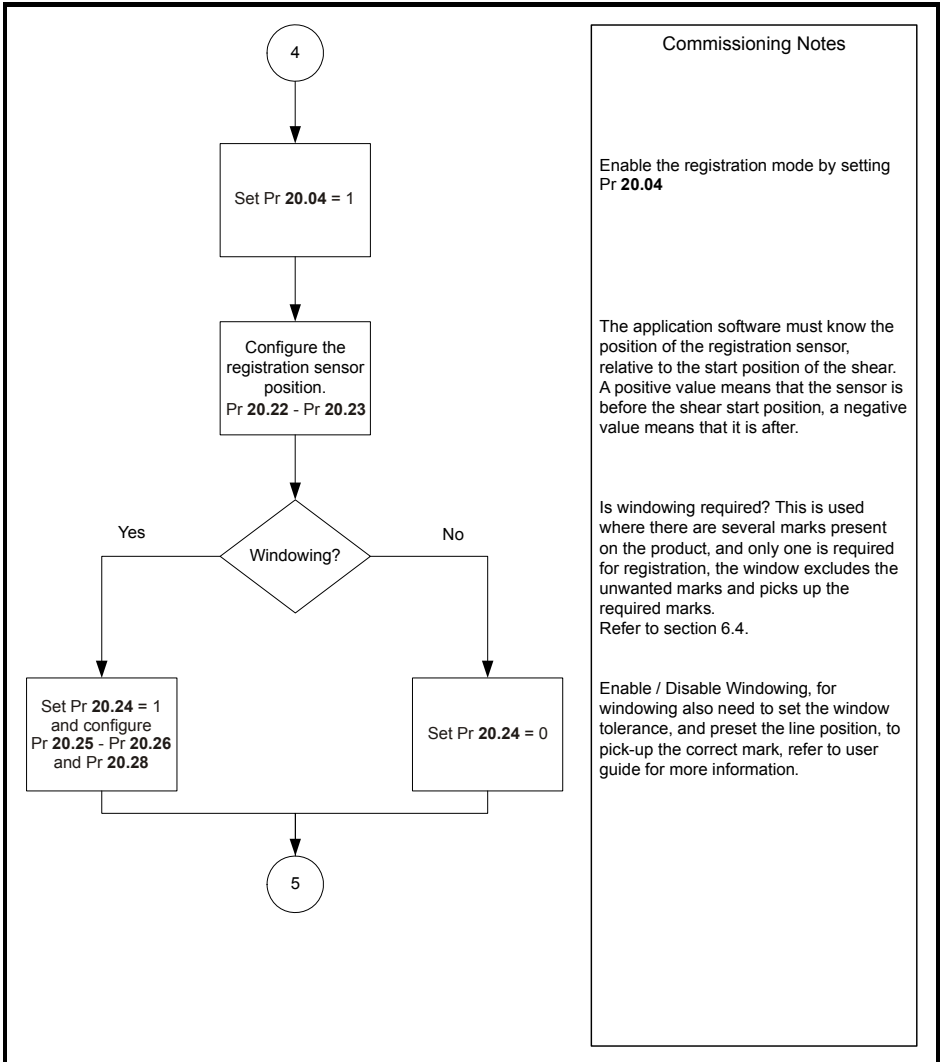 4
Set Pr 20.04 = 1
Configure the
registration sensor
position.
Pr 20.22 - Pr 20.23
Yes
Windowing?
No
Set Pr 20.24 = 1
and configure
Pr 20.25 - Pr 20.26
and Pr 20.28
Set Pr 20.24 = 0
5
Commissioning Notes
Enable the registration mode by setting
Pr 20.04
The application software must know the
position of the registration sensor,
relative to the start position of the shear.
A positive value means that the sensor is
before the shear start position, a negative
value means that it is after.
Is windowing required? This is used
where there are several marks present
on the product, and only one is required
for registration, the window excludes the
unwanted marks and picks up the
required marks.
Refer to section 6.4.
Enable / Disable Windowing, for
windowing also need to set the window
tolerance, and preset the line position, to
pick-up the correct mark, refer to user
guide for more information.